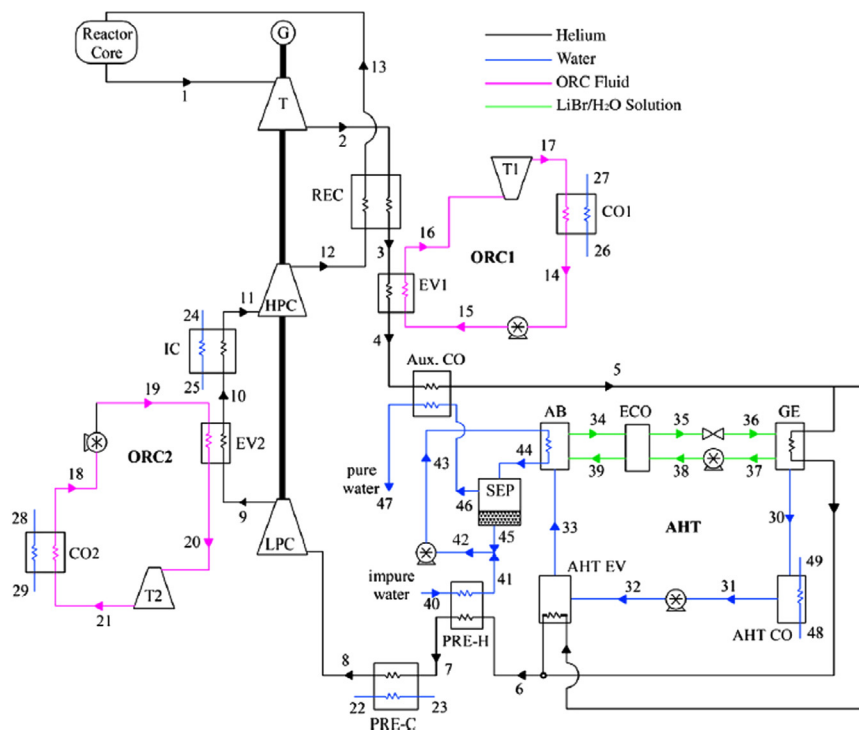 Reactor
Core
G
13
Helium
Water
ORC Fluid
LiBr/H₂O Solution
1
T
2
17
T1
27
REC
CO1
16
26
12
3
ORC1
14
HPC
EV1
11
24
15
IC
4
25
Aux. CO
5
10
19
AB
34
ECO
35
36
GE
EV2
44
43
39
38
37
ORC2
18
pure
water
46
SEP
47
9
33
30
AHT
28
20
45
LPC
42
CO2
41
AHT EV
49
impure
water
32
31
29
T2
40
21
AHT CO
48
PRE-H
8
7
6
22
23
PRE-C